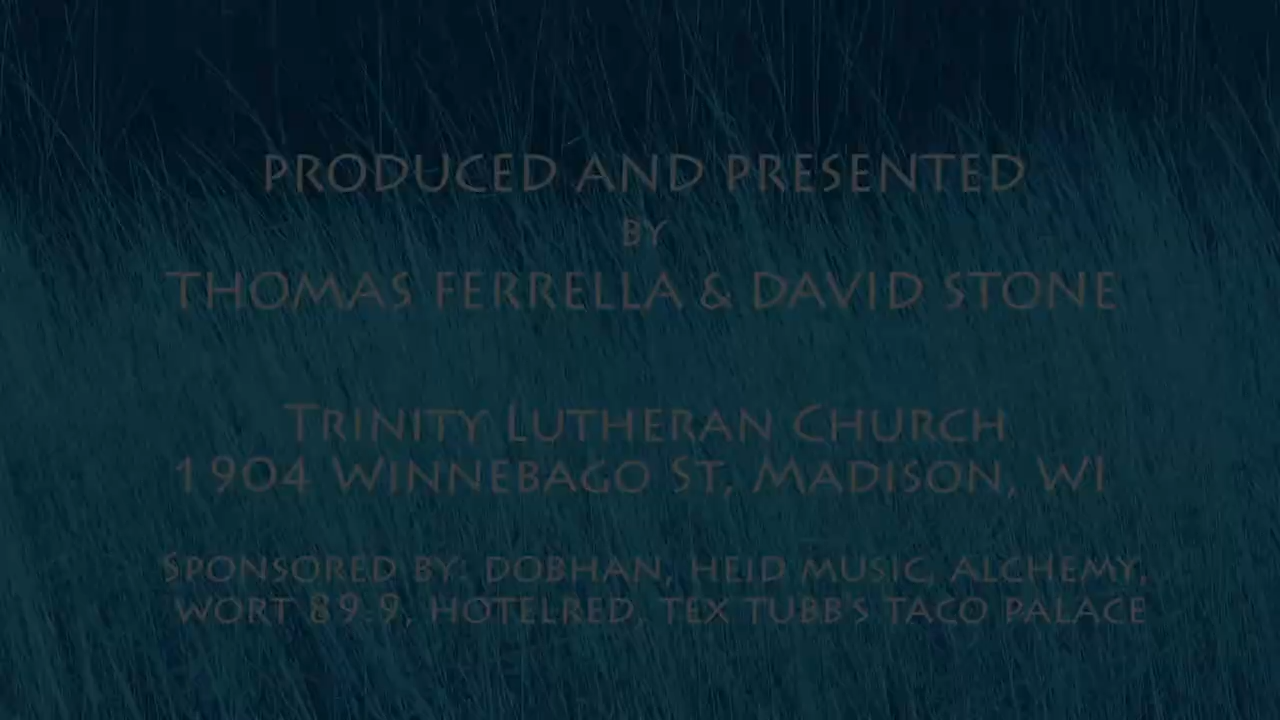 PRODUCED AND PRESENTED
BY
THOMAS FERRELLA & DAVID STONE
TRINITY LUTHERAN CHURCH
1904 WINNEBAGO ST, MADISON, WI
SPONSORED BY: DOBHAN, HEID MUSIC, ALCHEMY,
WORT 89.9, HOTELRED, TEX TUBB'S TACO PALACE